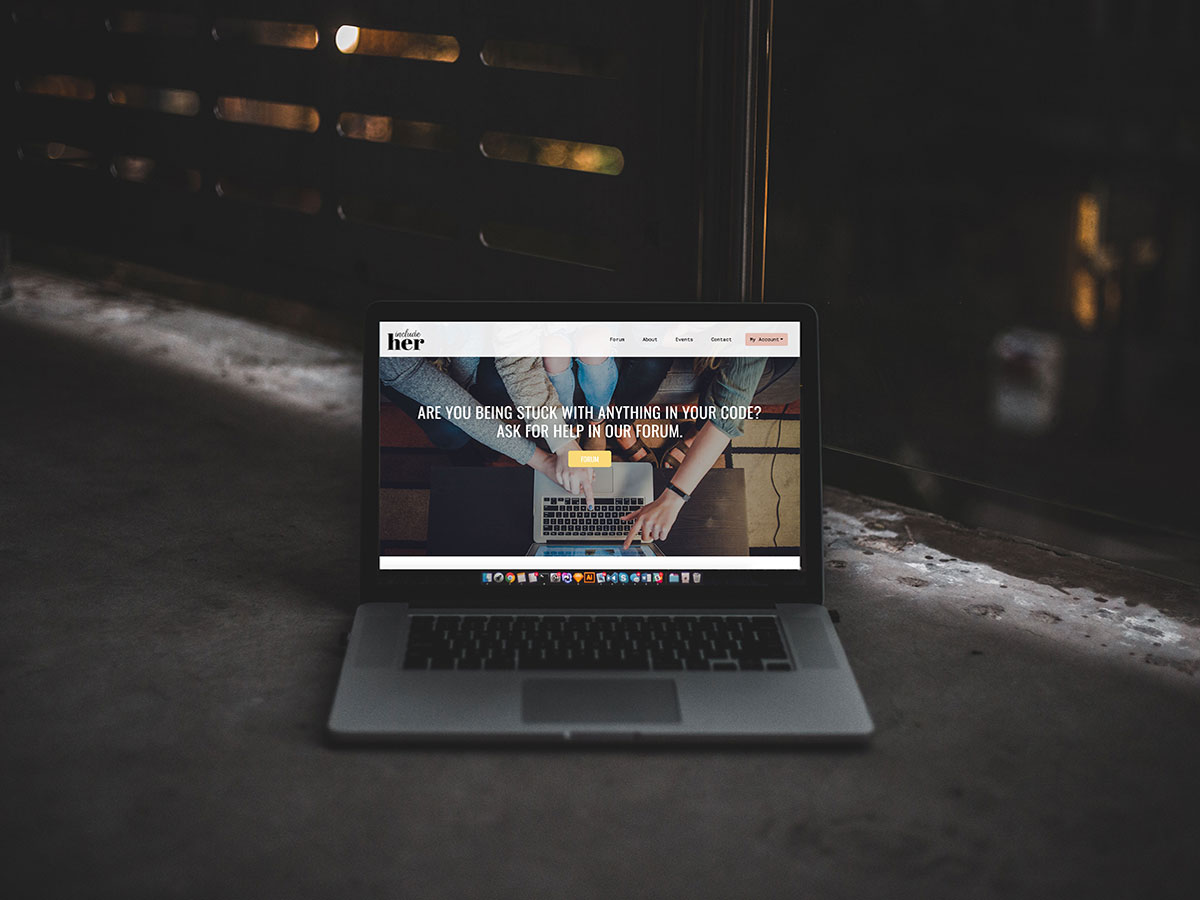 include
her
Forum About Events Contact My Account
ARE YOU BEING STUCK WITH ANYTHING IN YOUR CODE?
ASK FOR HELP IN OUR FORUM.
FORUM
Ai